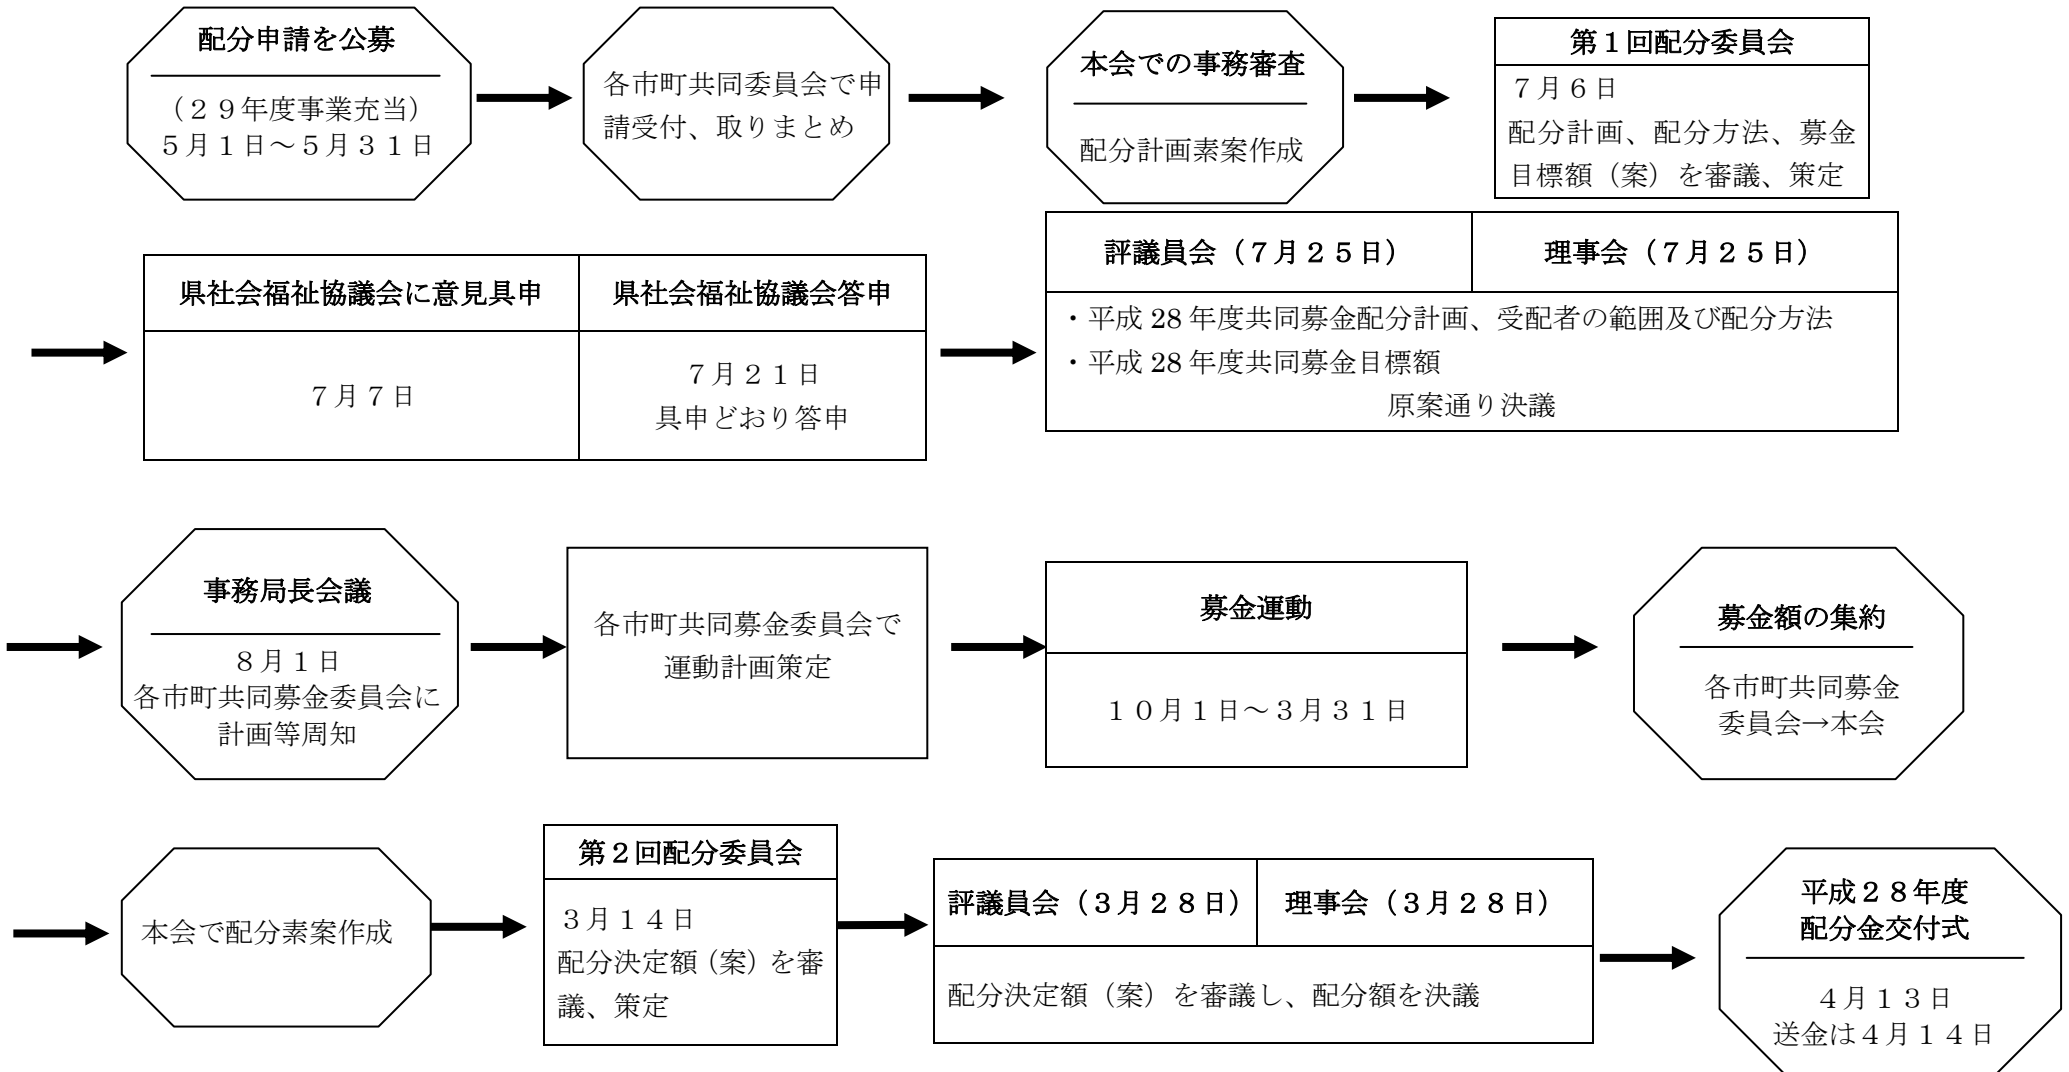 配分申請を公募
（２９年度事業充当）
５月１日～５月３１日
各市町共同委員会で申
請受付、取りまとめ
本会での事務審査
配分計画素案作成
第１回配分委員会
７月６日
配分計画、配分方法、募金
目標額（案）を審議、策定
県社会福祉協議会に意見具申
県社会福祉協議会答申
７月７日
７月２１日
具申どおり答申
評議員会（７月２５日）
理事会（７月２５日）
・平成 28 年度共同募金配分計画、受配者の範囲及び配分方法
・平成 28 年度共同募金目標額
原案通り決議
事務局長会議
８月１日
各市町共同募金委員会に
計画等周知
各市町共同募金委員会で
運動計画策定
募金運動
１０月１日～３月３１日
募金額の集約
各市町共同募金
委員会→本会
本会で配分素案作成
第２回配分委員会
３月１４日
配分決定額（案）を審
議、策定
評議員会（３月２８日）
理事会（３月２８日）
配分決定額（案）を審議し、配分額を決議
平成２８年度
配分金交付式
４月１３日
送金は４月１４日